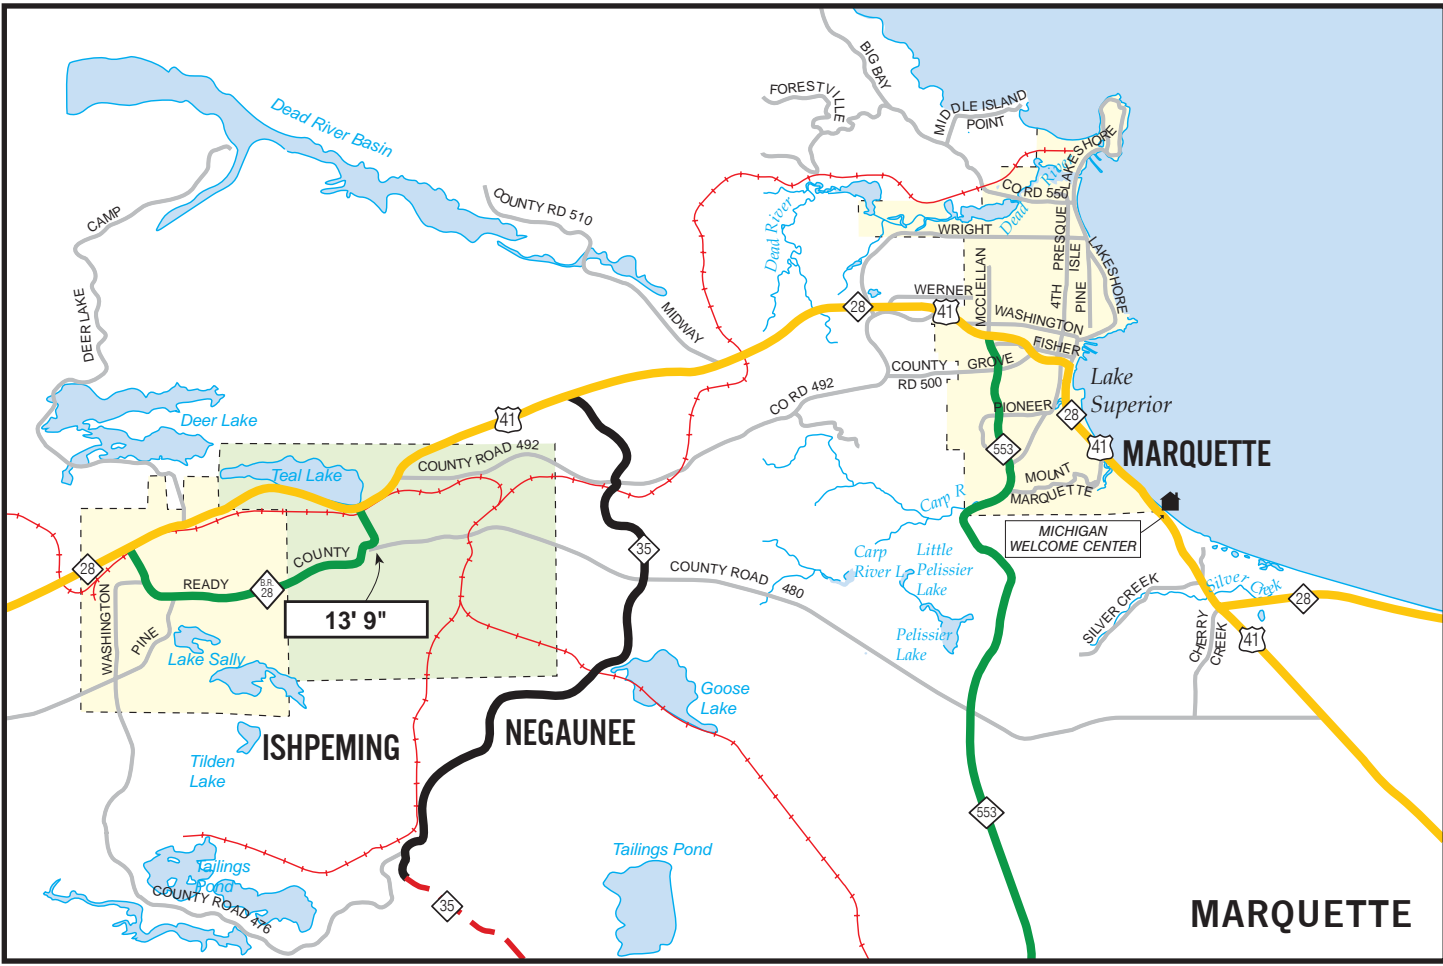 BIG BAY
FORESTVILLE
MIDDLE ISLAND
POINT
Dead River Basin
LAKESHORE
CO RD 550
Dead River
CAMP
COUNTY RD 510
Dead River
WRIGHT
PRESQUE ISLE
LAKESHORE
MCCLELLAN
4TH
PINE
WERNER
28
41
WASHINGTON
DEER LAKE
MIDWAY
FISHER
COUNTY
RD 500
GROVE
Lake
Superior
CO RD 492
PIONEER
28
Deer Lake
41
41
MARQUETTE
553
COUNTY ROAD 492
Teal Lake
MOUNT
MARQUETTE
Carp R
MICHIGAN
WELCOME CENTER
35
COUNTY
28
READY
B.R.
28
13' 9"
COUNTY ROAD
480
Carp
River L
Little
Pelissier
Lake
SILVER CREEK
Silver Creek
28
WASHINGTON
PINE
Lake Sally
Pelissier
Lake
CHERRY
CREEK
41
Goose
Lake
NEGAUNEE
ISHPEMING
Tilden
Lake
553
Tailings
Pond
Tailings Pond
COUNTY ROAD 476
35
MARQUETTE